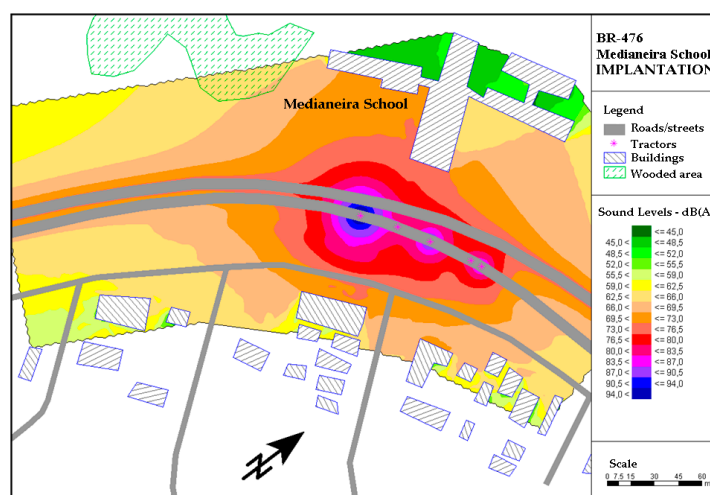 BR-476
Medianeira School
IMPLANTATION
Medianeira School
Legend
Roads/streets
Tractors
Buildings
Wooded area
Sound Levels - dB(A
<= 45,0
45,0 < <= 48,5
48,5 < <= 52,0
52,0 < <= 55,5
55,5 < <= 59,0
59,0 < <= 62,5
62,5 < <= 66,0
66,0 < <= 69,5
69,5 < <= 73,0
73,0 < <= 76,5
76,5 < <= 80,0
80,0 < <= 83,5
83,5 < <= 87,0
87,0 < <= 90,5
90,5 < <= 94,0
94,0 <
Scale
0 7.5 15 30 45 60
m